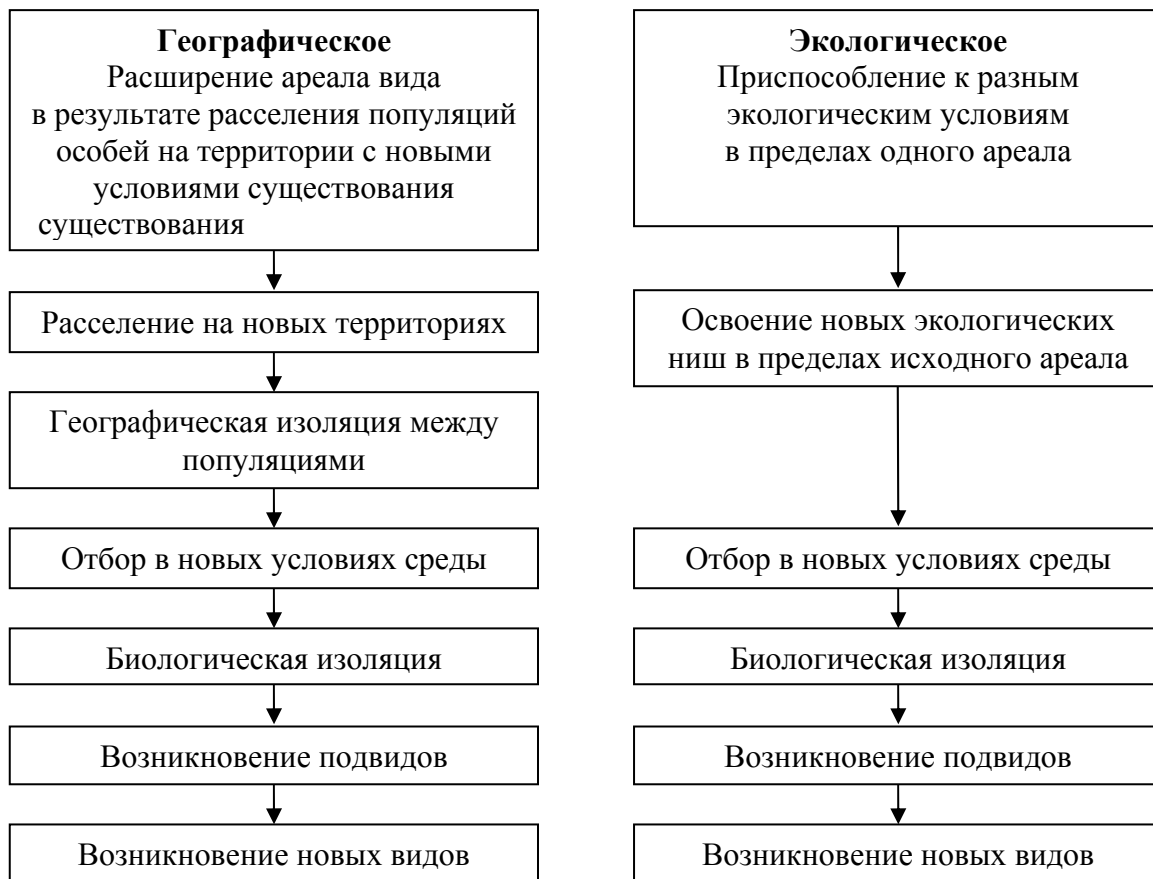 Географическое
Расширение ареала вида
в результате расселения популяций
особей на территории с новыми
условиями существования
существования
Расселение на новых территориях
Географическая изоляция между
популяциями
Отбор в новых условиях среды
Биологическая изоляция
Возникновение подвидов
Возникновение новых видов
Экологическое
Приспособление к разным
экологическим условиям
в пределах одного ареала
Освоение новых экологических
ниш в пределах исходного ареала
Отбор в новых условиях среды
Биологическая изоляция
Возникновение подвидов
Возникновение новых видов